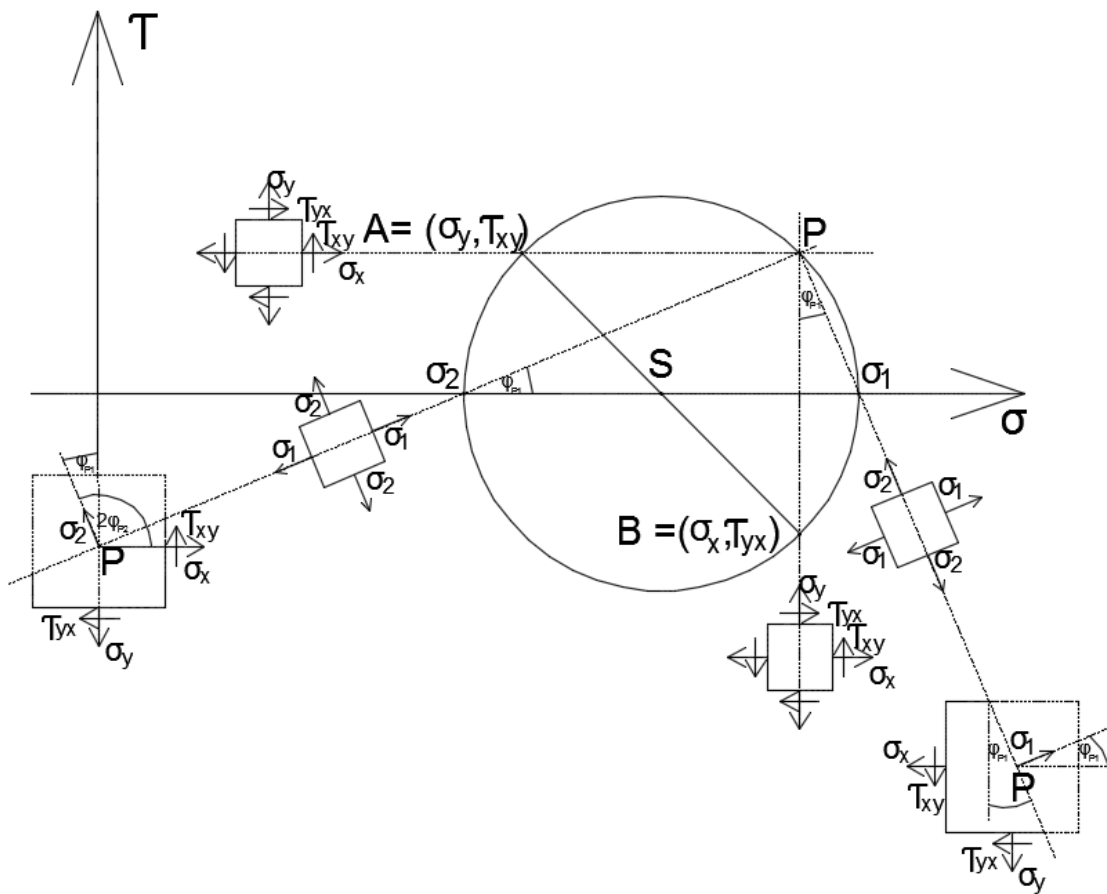 τ
σy
τyx
τxy
A= (σy,τxy)
P
σx
φP1
σ2
φP1
S
σ1
σ
σ2
σ1
σ1
σ2
φP1
σ2
2φP2
τxy
P
σx
τyx
σy
B =(σx,τyx)
σ2
σ1
σ1
σ2
σy
τyx
τxy
σx
σx
φP1
σ1
φP1
τxy
P
τyx
σy